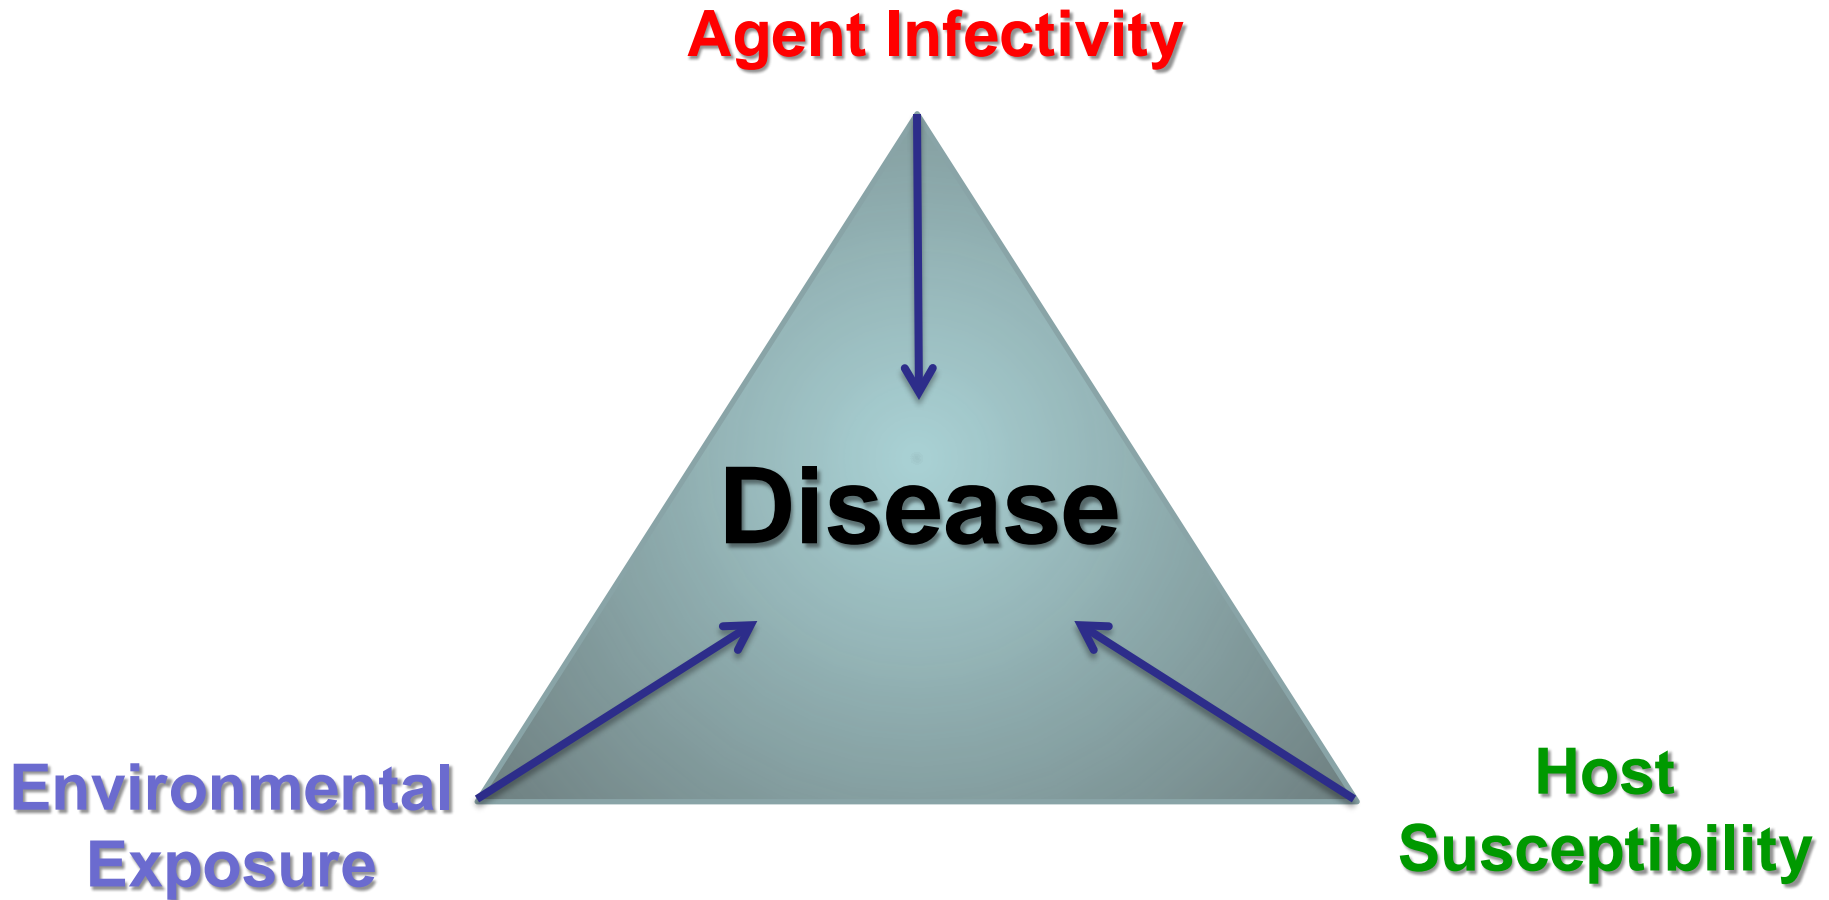 Agent Infectivity
Disease
Environmental
Exposure
Host
Susceptibility